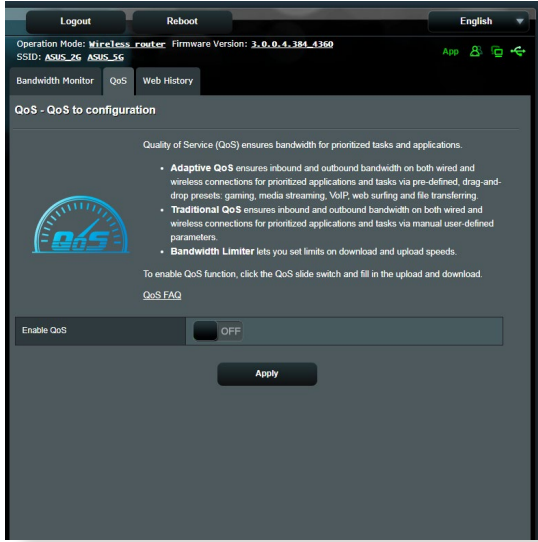 Logout Reboot English
Operation Mode: Wireless router Firmware Version: 3.0.0.4.384_4360
SSID: ASUS_2G ASUS_5G
App
Bandwidth Monitor QoS Web History
QoS - QoS to configuration
Quality of Service (QoS) ensures bandwidth for prioritized tasks and applications.
• Adaptive QoS ensures inbound and outbound bandwidth on both wired and
wireless connections for prioritized applications and tasks via pre-defined, drag-and-
drop presets: gaming, media streaming, VoIP, web surfing and file transferring.
• Traditional QoS ensures inbound and outbound bandwidth on both wired and
wireless connections for prioritized applications and tasks via manual user-defined
parameters.
• Bandwidth Limiter lets you set limits on download and upload speeds.
QoS
To enable QoS function, click the QoS slide switch and fill in the upload and download.
QoS FAQ
Enable QoS OFF
Apply